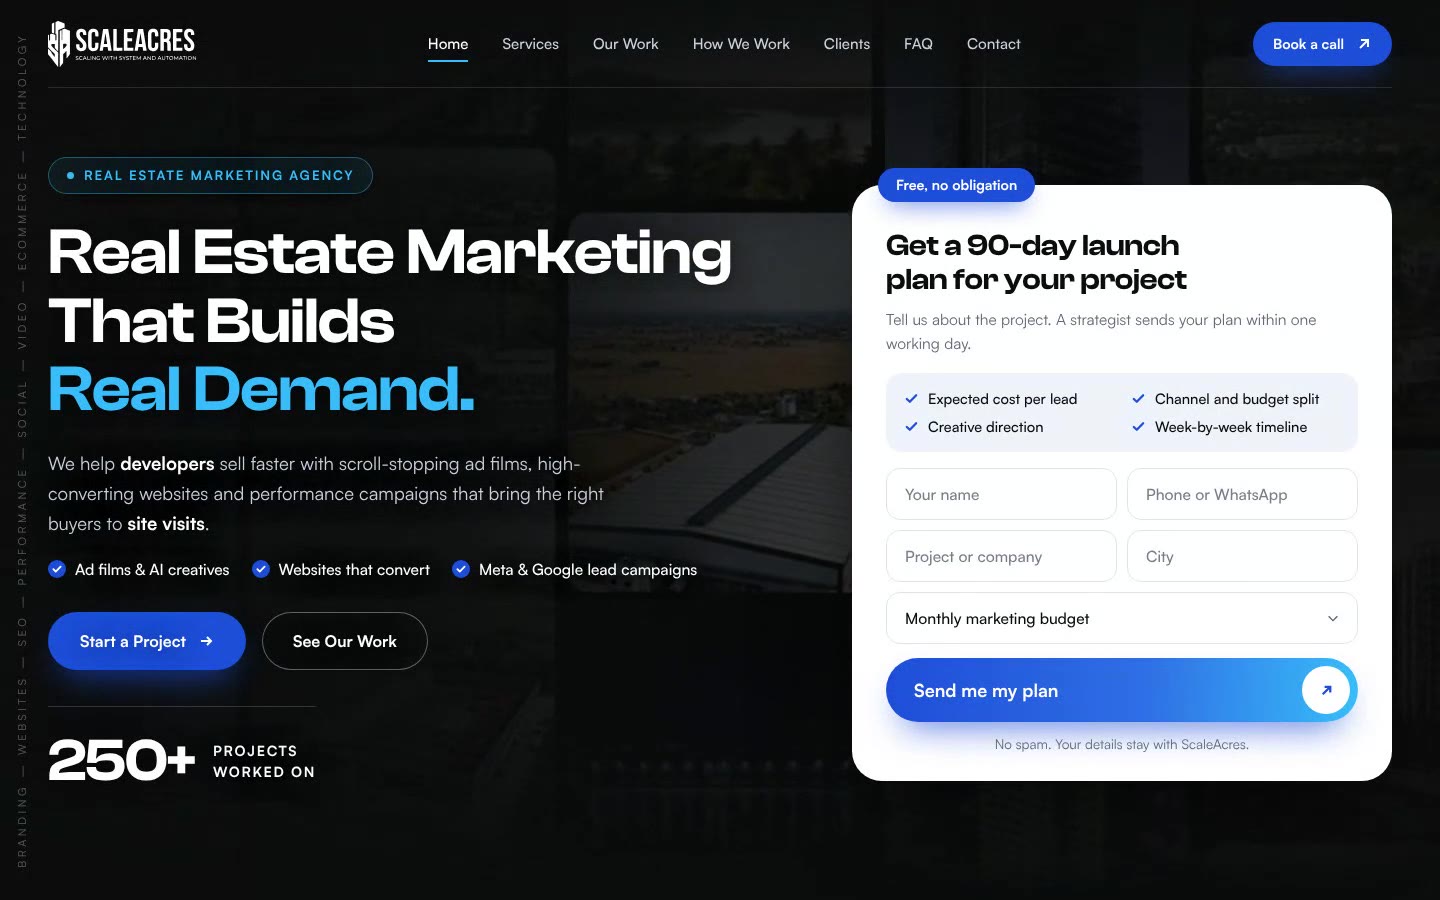 SCALEACRES
SCALING WITH SYSTEM AND AUTOMATION
Home
Services
Our Work
How We Work
Clients
FAQ
Contact
Book a call
BRANDING — WEBSITES — SEO — PERFORMANCE — SOCIAL — VIDEO — ECOMMERCE — TECHNOLOGY
REAL ESTATE MARKETING AGENCY
Real Estate Marketing
That Builds
Real Demand.
We help developers sell faster with scroll-stopping ad films, high-
converting websites and performance campaigns that bring the right
buyers to site visits.
Ad films & AI creatives
Websites that convert
Meta & Google lead campaigns
Start a Project
See Our Work
250+
PROJECTS
WORKED ON
Free, no obligation
Get a 90-day launch
plan for your project
Tell us about the project. A strategist sends your plan within one
working day.
Expected cost per lead
Channel and budget split
Creative direction
Week-by-week timeline
Your name
Phone or WhatsApp
Project or company
City
Monthly marketing budget
Send me my plan
No spam. Your details stay with ScaleAcres.